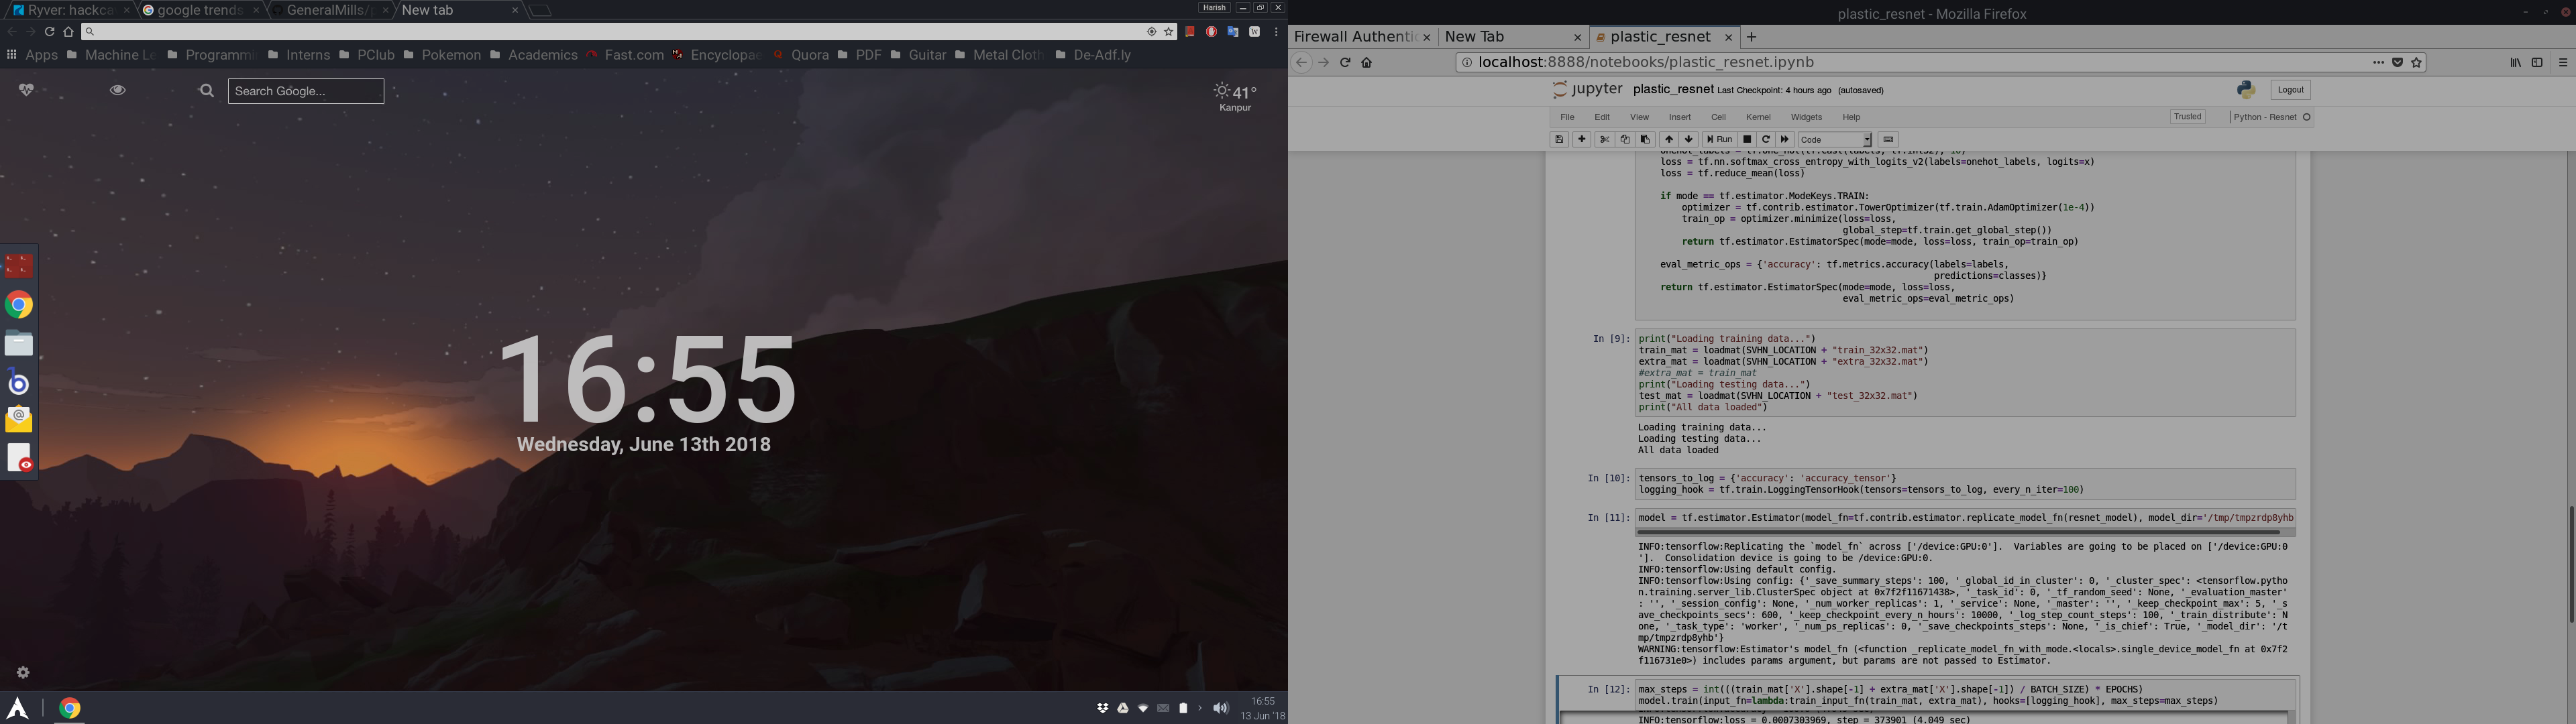 Ryver: hackca
google trends
GeneralMills/p
New tab
Harish
Apps
Machine Le
Programmi
Interns
PClub
Pokemon
Academics
Fast.com
Encyclopae
Quora
PDF
Guitar
Metal Cloth
De-Adf.ly
Search Google...
41°
Kanpur
16:55
Wednesday, June 13th 2018
16:55
13 Jun '18
plastic_resnet - Mozilla Firefox
Firewall Authentic
New Tab
plastic_resnet
localhost:8888/notebooks/plastic_resnet.ipynb
jupyter plastic_resnet Last Checkpoint: 4 hours ago (autosaved)
Logout
File Edit View Insert Cell Kernel Widgets Help
Trusted
Python - Resnet
Run
Code
loss = tf.nn.softmax_cross_entropy_with_logits_v2(labels=onehot_labels, logits=x)
loss = tf.reduce_mean(loss)
if mode == tf.estimator.ModeKeys.TRAIN:
optimizer = tf.contrib.estimator.TowerOptimizer(tf.train.AdamOptimizer(1e-4))
train_op = optimizer.minimize(loss=loss,
global_step=tf.train.get_global_step())
return tf.estimator.EstimatorSpec(mode=mode, loss=loss, train_op=train_op)
eval_metric_ops = {'accuracy': tf.metrics.accuracy(labels=labels,
predictions=classes)}
return tf.estimator.EstimatorSpec(mode=mode, loss=loss,
eval_metric_ops=eval_metric_ops)
In [9]:
print("Loading training data...")
train_mat = loadmat(SVHN_LOCATION + "train_32x32.mat")
extra_mat = loadmat(SVHN_LOCATION + "extra_32x32.mat")
#extra_mat = train_mat
print("Loading testing data...")
test_mat = loadmat(SVHN_LOCATION + "test_32x32.mat")
print("All data loaded")
Loading training data...
Loading testing data...
All data loaded
In [10]:
tensors_to_log = {'accuracy': 'accuracy_tensor'}
logging_hook = tf.train.LoggingTensorHook(tensors=tensors_to_log, every_n_iter=100)
In [11]:
model = tf.estimator.Estimator(model_fn=tf.contrib.estimator.replicate_model_fn(resnet_model), model_dir='/tmp/tmpzrdp8yhb
INFO:tensorflow:Replicating the `model_fn` across ['/device:GPU:0'].  Variables are going to be placed on ['/device:GPU:0
'].  Consolidation device is going to be /device:GPU:0.
INFO:tensorflow:Using default config.
INFO:tensorflow:Using config: {'_save_summary_steps': 100, '_global_id_in_cluster': 0, '_cluster_spec': <tensorflow.pytho
n.training.server_lib.ClusterSpec object at 0x7f2f11671438>, '_task_id': 0, '_tf_random_seed': None, '_evaluation_master'
: '', '_session_config': None, '_num_worker_replicas': 1, '_service': None, '_master': '', '_keep_checkpoint_max': 5, '_s
ave_checkpoints_secs': 600, '_keep_checkpoint_every_n_hours': 10000, '_log_step_count_steps': 100, '_train_distribute': N
one, '_task_type': 'worker', '_num_ps_replicas': 0, '_save_checkpoints_steps': None, '_is_chief': True, '_model_dir': '/t
mp/tmpzrdp8yhb'}
WARNING:tensorflow:Estimator's model_fn (<function _replicate_model_fn_with_mode.<locals>.single_device_model_fn at 0x7f2
f116731e0>) includes params argument, but params are not passed to Estimator.
In [12]:
max_steps = int(((train_mat['X'].shape[-1] + extra_mat['X'].shape[-1]) / BATCH_SIZE) * EPOCHS)
model.train(input_fn=lambda:train_input_fn(train_mat, extra_mat), hooks=[logging_hook], max_steps=max_steps)
INFO:tensorflow:loss = 0.0007303969, step = 373901 (4.049 sec)